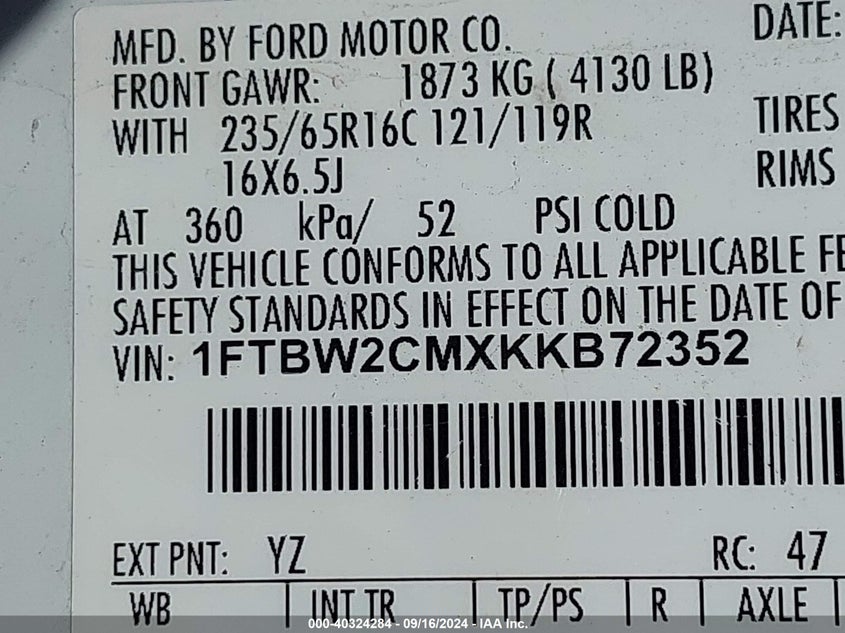 MFD. BY FORD MOTOR CO. DATE:
FRONT GAWR: 1873 KG ( 4130 LB)
WITH 235/65R16C 121/119R TIRES
16X6.5J RIMS
AT 360 kPa/ 52 PSI COLD
THIS VEHICLE CONFORMS TO ALL APPLICABLE FE
SAFETY STANDARDS IN EFFECT ON THE DATE OF
VIN: 1FTBW2CMXKKB72352
EXT PNT: YZ RC: 47
WB INT TR TP/PS R AXLE
000-40324284 - 09/16/2024 - IAA Inc.